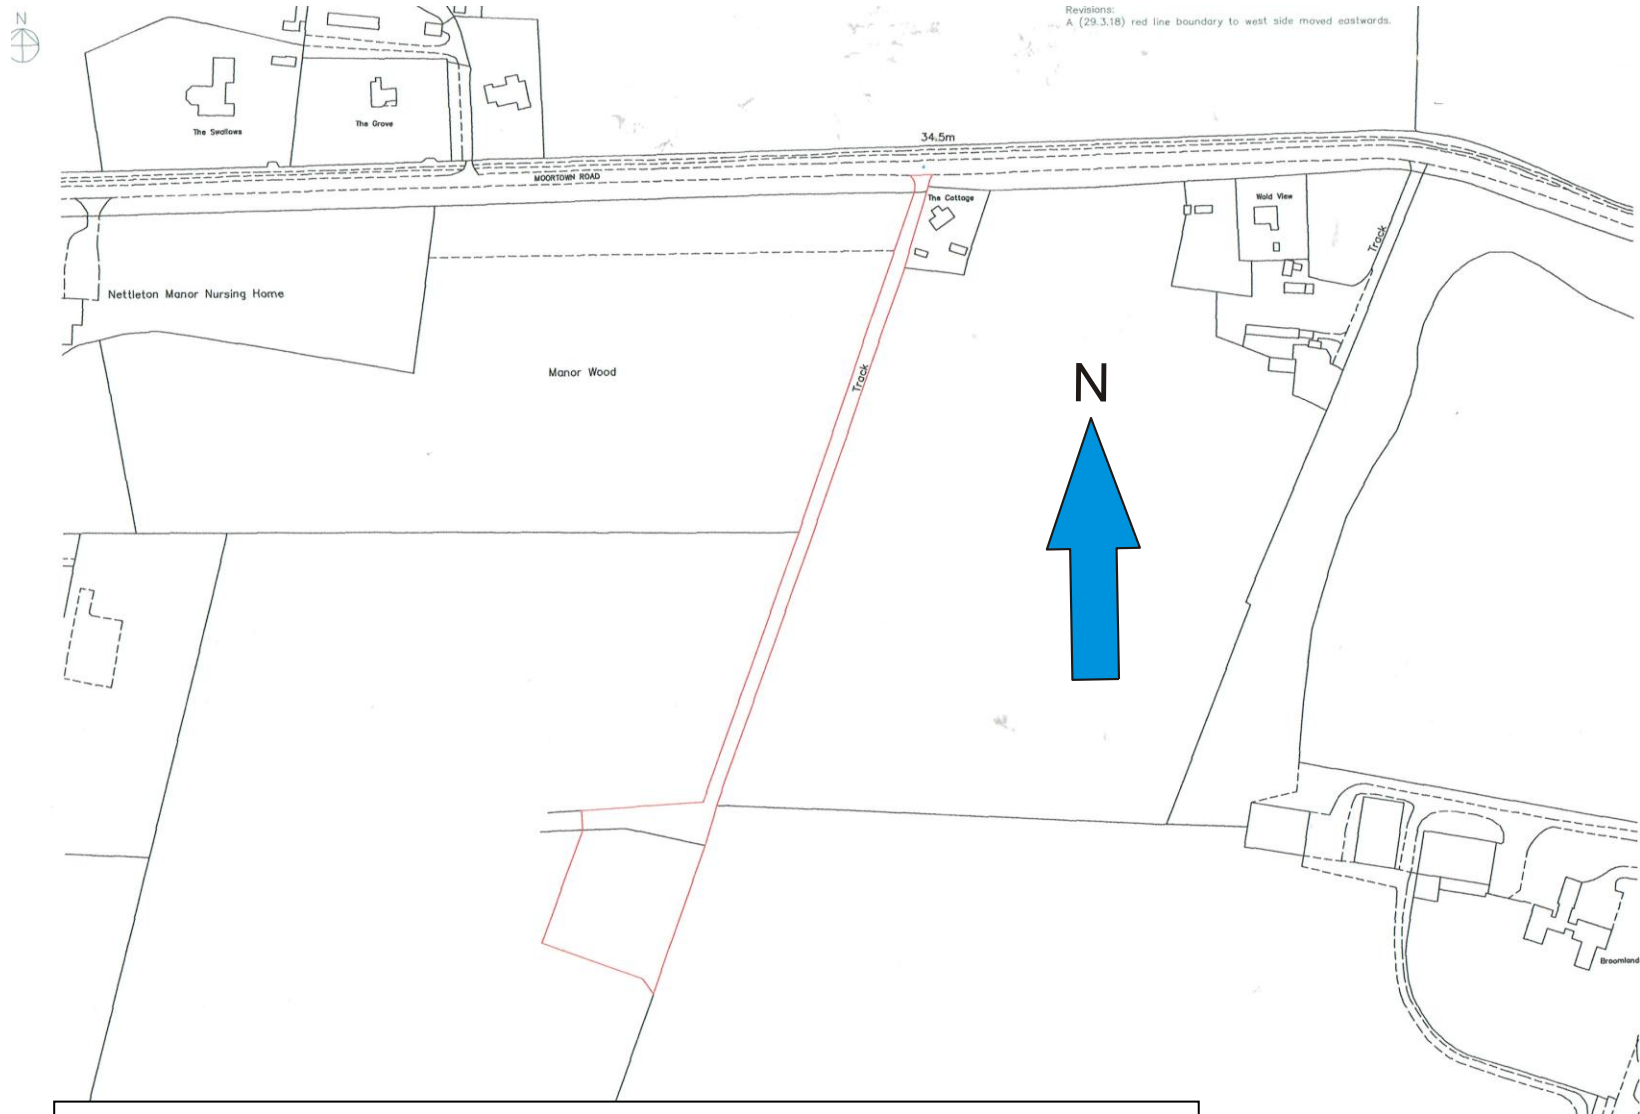 N
Revisions:
A (29.3.18) red line boundary to west side moved eastwards.
The Swallows
The Grove
34.5m
MOORTOWN ROAD
The Cottage
Wold View
Track
Nettleton Manor Nursing Home
Manor Wood
Track
N
Broomland